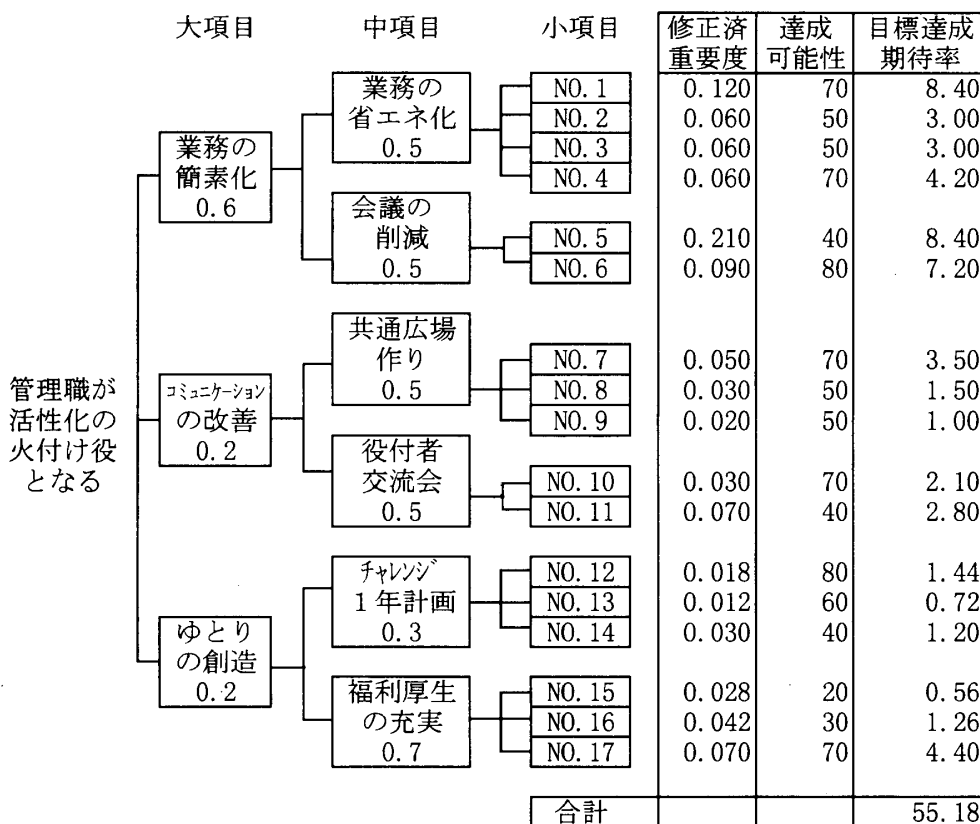 大項目 中項目 小項目 修正済重要度 達成可能性 目標達成期待率
管理職が
活性化の
火付け役
となる
業務の
簡素化
0.6
業務の
省エネ化
0.5
NO.1 0.120 70 8.40
NO.2 0.060 50 3.00
NO.3 0.060 50 3.00
NO.4 0.060 70 4.20
会議の
削減
0.5
NO.5 0.210 40 8.40
NO.6 0.090 80 7.20
コミュニケーション
の改善
0.2
共通広場
作り
0.5
NO.7 0.050 70 3.50
NO.8 0.030 50 1.50
NO.9 0.020 50 1.00
役付者
交流会
0.5
NO.10 0.030 70 2.10
NO.11 0.070 40 2.80
ゆとり
の創造
0.2
チャレンジ
1年計画
0.3
NO.12 0.018 80 1.44
NO.13 0.012 60 0.72
NO.14 0.030 40 1.20
福利厚生
の充実
0.7
NO.15 0.028 20 0.56
NO.16 0.042 30 1.26
NO.17 0.070 70 4.40
合計 55.18